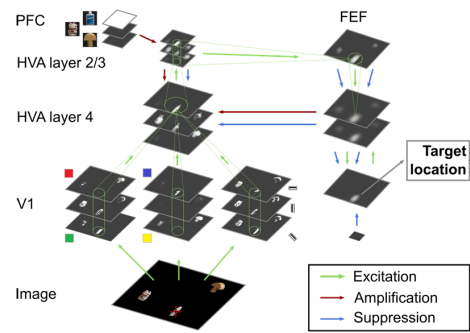 PFC
FEF
HVA layer 2/3
HVA layer 4
Target
location
V1
Image
Excitation
Amplification
Suppression